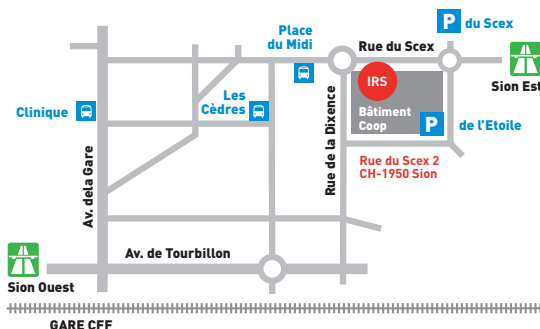 P du Scex
Place
du Midi
Rue du Scex
Sion Est
IRS
Clinique
Les
Cèdres
Bâtiment
Coop
P de l'Etoile
Rue du Scex 2
CH-1950 Sion
Rue de la Dixence
Av. dela Gare
Av. de Tourbillon
Sion Ouest
GARE CFF